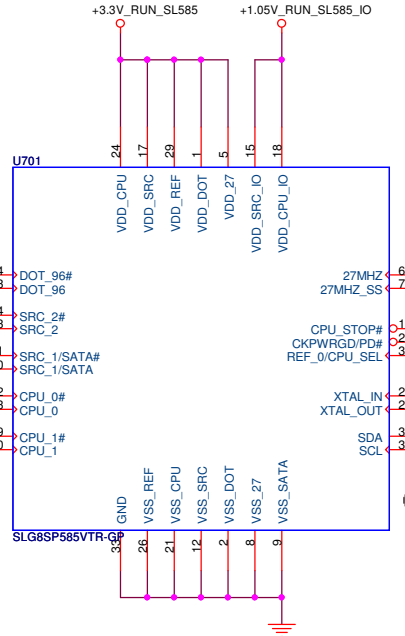 +3.3V_RUN_SL585 +1.05V_RUN_SL585_IO
24 17 29 1 5 15 18
U701
VDD_CPU VDD_SRC VDD_REF VDD_DOT VDD_27 VDD_SRC_IO VDD_CPU_IO
DOT_96# 27MHZ 6
DOT_96 27MHZ_SS 7
SRC_2#
SRC_2 CPU_STOP#
CKPWRGD/PD#
SRC_1/SATA# REF_0/CPU_SEL
SRC_1/SATA
CPU_0# XTAL_IN
CPU_0 XTAL_OUT
CPU_1# SDA
CPU_1 SCL
GND VSS_REF VSS_CPU VSS_SRC VSS_DOT VSS_27 VSS_SATA
SLG8SP585VTR-GP
33 26 21 12 2 8 9